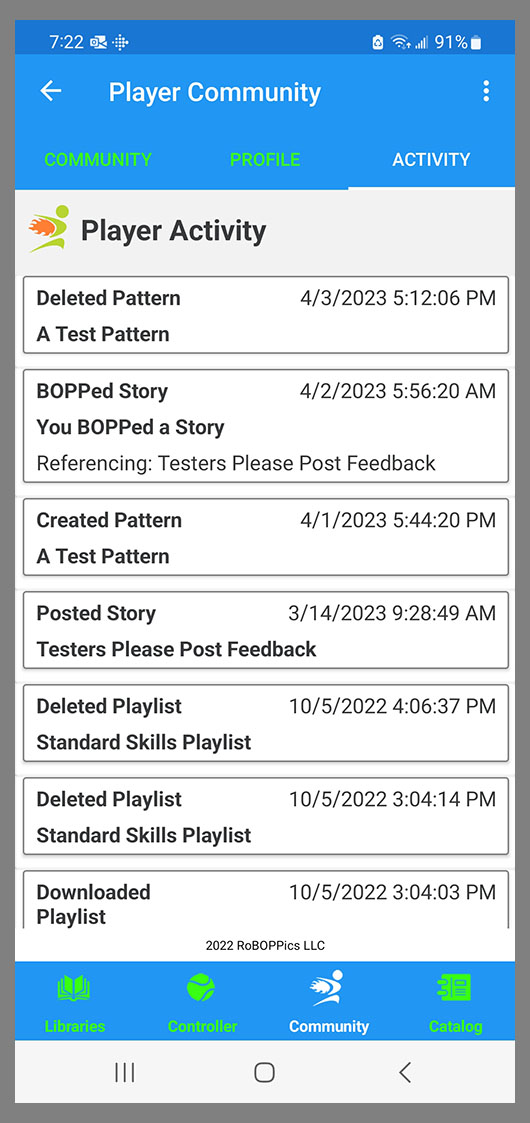 7:22 91%
Player Community
COMMUNITY PROFILE ACTIVITY
Player Activity
Deleted Pattern 4/3/2023 5:12:06 PM
A Test Pattern
BOPPed Story 4/2/2023 5:56:20 AM
You BOPPed a Story
Referencing: Testers Please Post Feedback
Created Pattern 4/1/2023 5:44:20 PM
A Test Pattern
Posted Story 3/14/2023 9:28:49 AM
Testers Please Post Feedback
Deleted Playlist 10/5/2022 4:06:37 PM
Standard Skills Playlist
Deleted Playlist 10/5/2022 3:04:14 PM
Standard Skills Playlist
Downloaded 10/5/2022 3:04:03 PM
Playlist
2022 RoBOPPics LLC
Libraries Controller Community Catalog